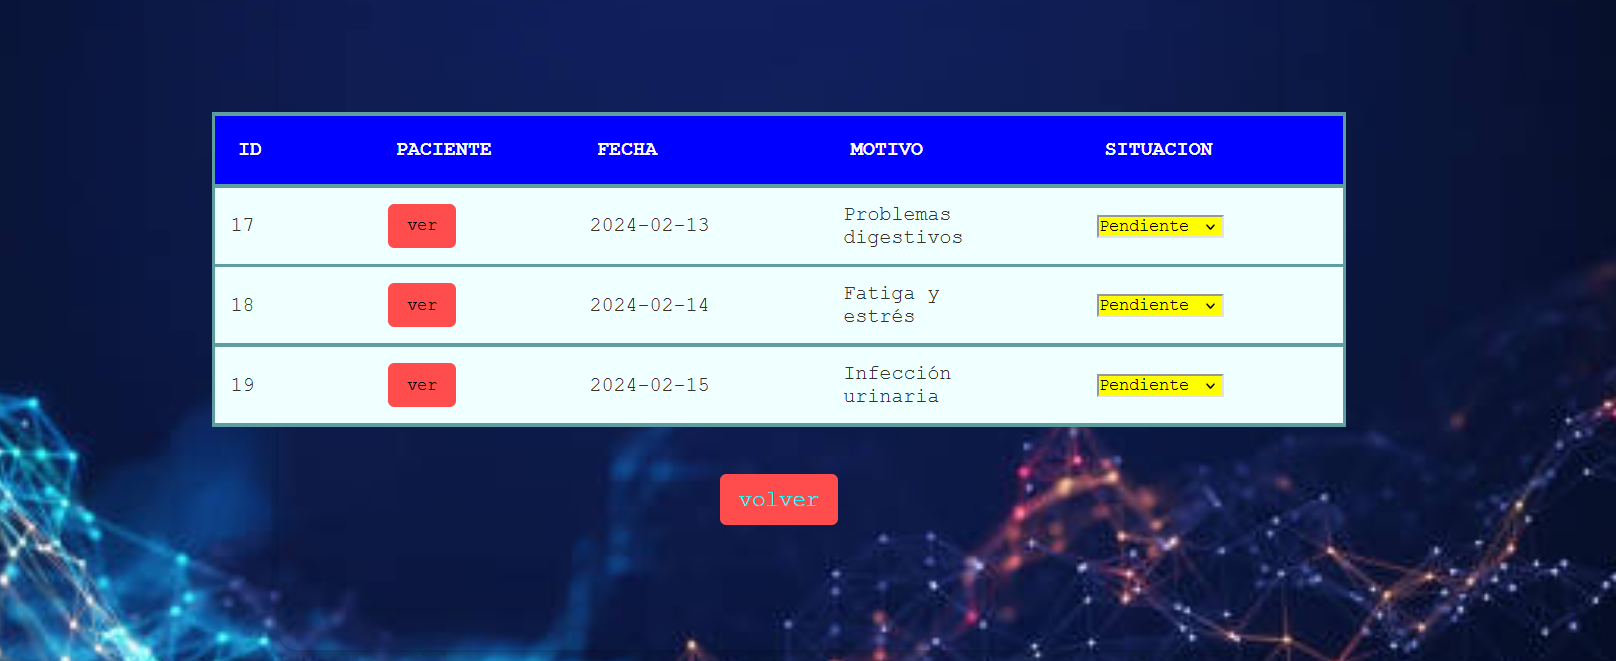 ID PACIENTE FECHA MOTIVO SITUACION
17 ver 2024-02-13 Problemas digestivos Pendiente
18 ver 2024-02-14 Fatiga y estrés Pendiente
19 ver 2024-02-15 Infección urinaria Pendiente
volver